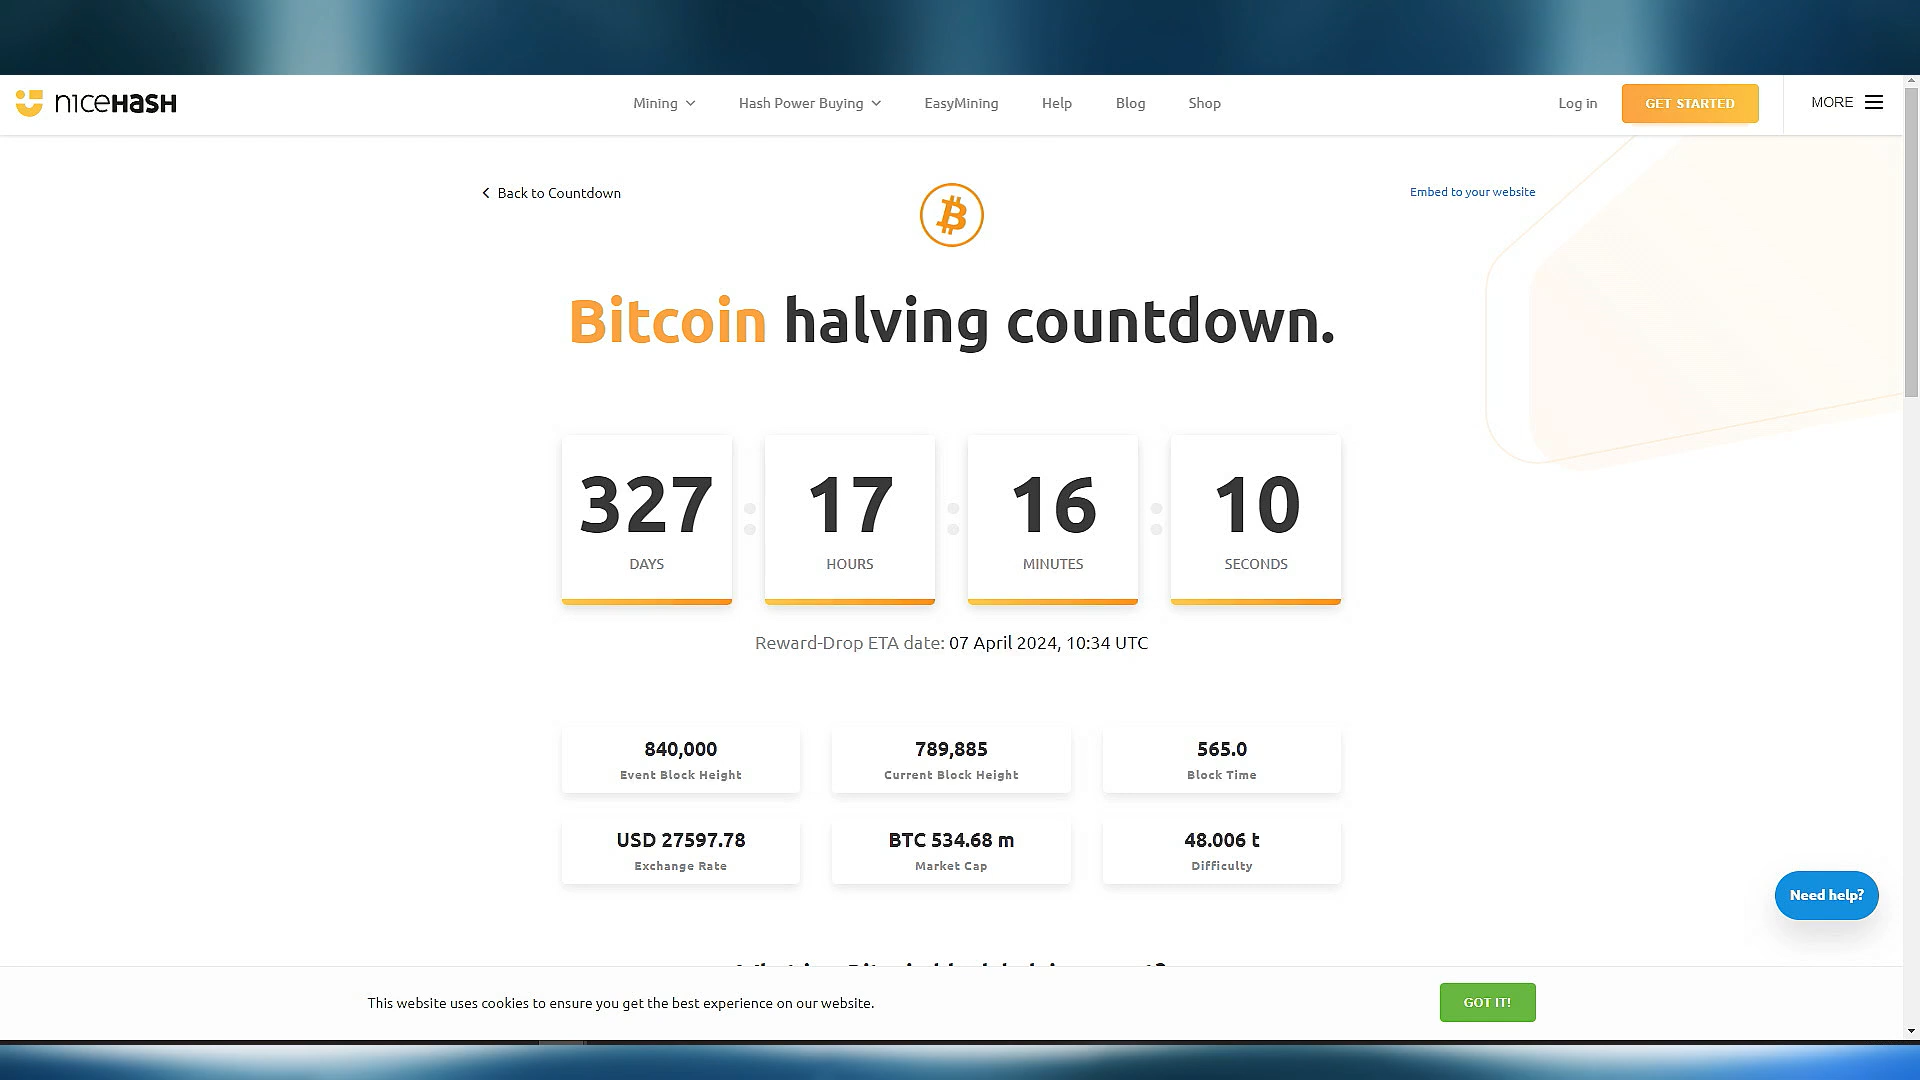 niceHASH
Mining
Hash Power Buying
EasyMining
Help
Blog
Shop
Log in
GET STARTED
MORE
Back to Countdown
Embed to your website
Bitcoin halving countdown.
327 : 17 : 16 : 10
DAYS HOURS MINUTES SECONDS
Reward-Drop ETA date: 07 April 2024, 10:34 UTC
840,000
Event Block Height
789,885
Current Block Height
565.0
Block Time
USD 27597.78
Exchange Rate
BTC 534.68 m
Market Cap
48.006 t
Difficulty
Need help?
This website uses cookies to ensure you get the best experience on our website.
GOT IT!